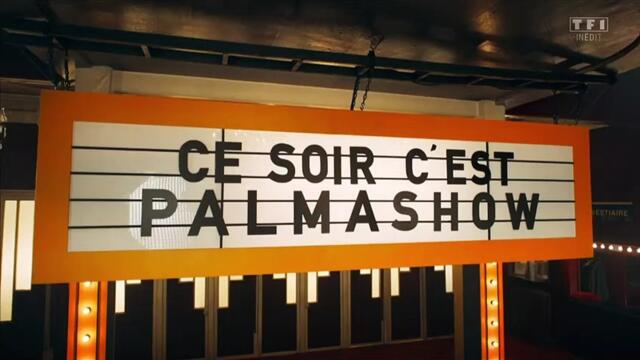 TF1
INÉDIT
CE SOIR C'EST
PALMASHOW